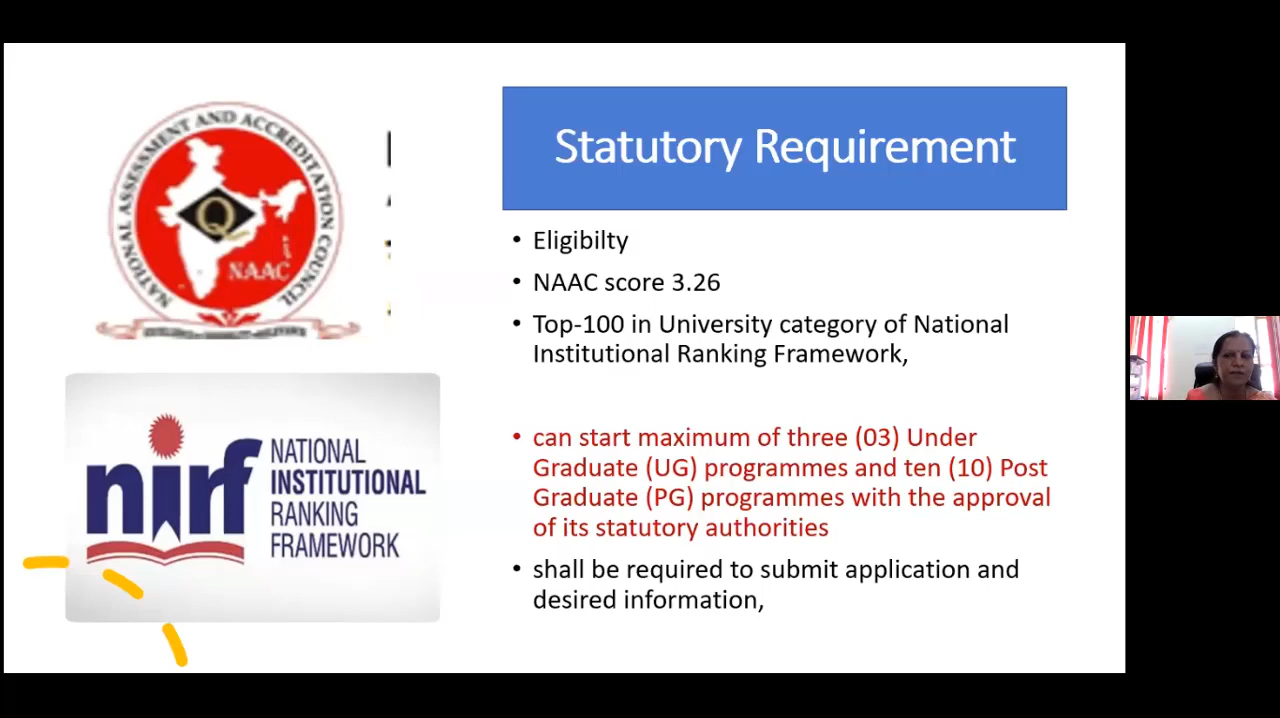 NATIONAL ASSESSMENT AND ACCREDITATION COUNCIL
Q
NAAC
nirf
NATIONAL
INSTITUTIONAL
RANKING
FRAMEWORK
Statutory Requirement
• Eligibilty
• NAAC score 3.26
• Top-100 in University category of National
Institutional Ranking Framework,
• can start maximum of three (03) Under
Graduate (UG) programmes and ten (10) Post
Graduate (PG) programmes with the approval
of its statutory authorities
• shall be required to submit application and
desired information,